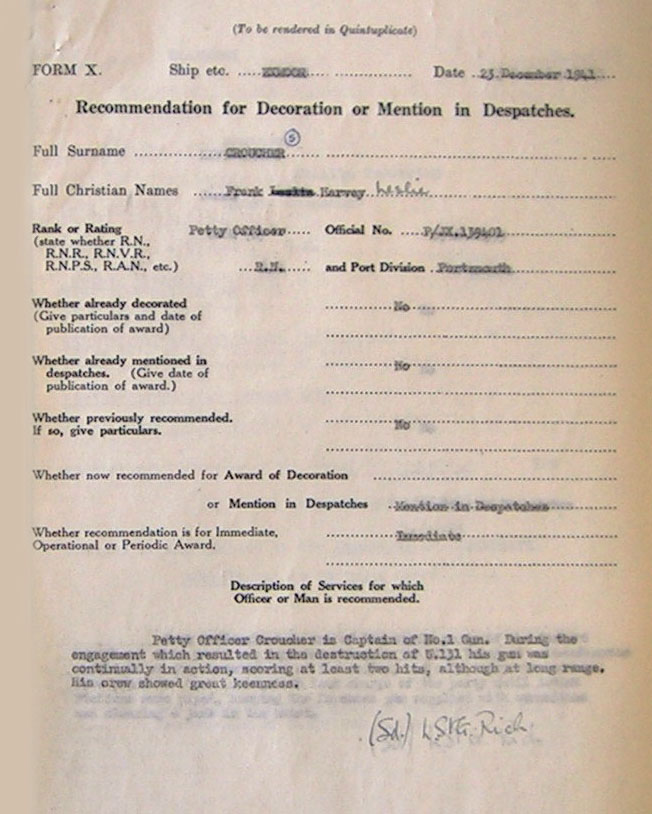 (To be rendered in Quintuplicate)
FORM X. Ship etc. Date 23 December 1941
Recommendation for Decoration or Mention in Despatches.
5
Full Surname CROUCHER
Full Christian Names Frank Harvey Leslie
Rank or Rating Petty Officer Official No. P/JX.139401
(state whether R.N.,
R.N.R., R.N.V.R.,
R.N.P.S., R.A.N., etc.) R.N. and Port Division Portsmouth
Whether already decorated No
(Give particulars and date of
publication of award)
Whether already mentioned in No
despatches. (Give date of
publication of award.)
Whether previously recommended. No
If so, give particulars.
Whether now recommended for Award of Decoration
or Mention in Despatches Mention in Despatches
Whether recommendation is for Immediate, Immediate
Operational or Periodic Award.
Description of Services for which
Officer or Man is recommended.
Petty Officer Croucher is Captain of No.1 Gun. During the
engagement which resulted in the destruction of U.131 his gun was
continually in action, scoring at least two hits, although at long range.
His crew showed great keenness.
(Sd.) Rich